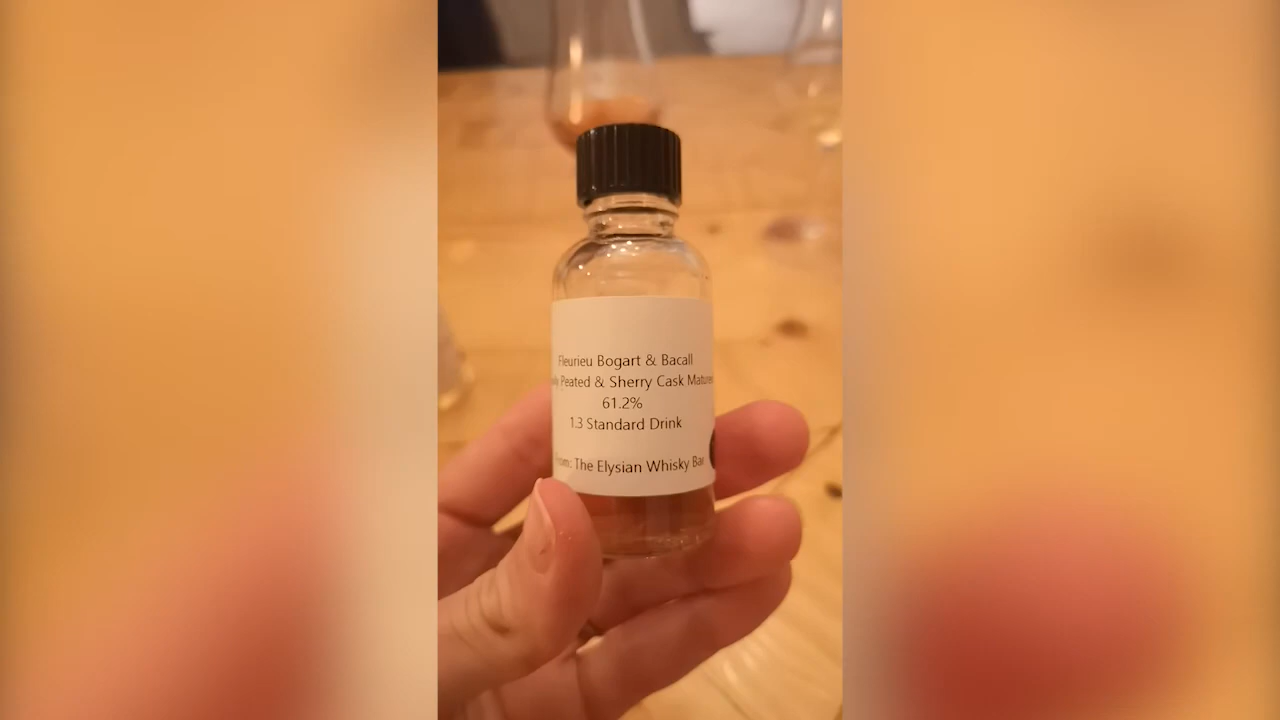 Fleurieu Bogart & Bacall
Peated & Sherry Cask Matured
61.2%
1.3 Standard Drink
From: The Elysian Whisky Bar